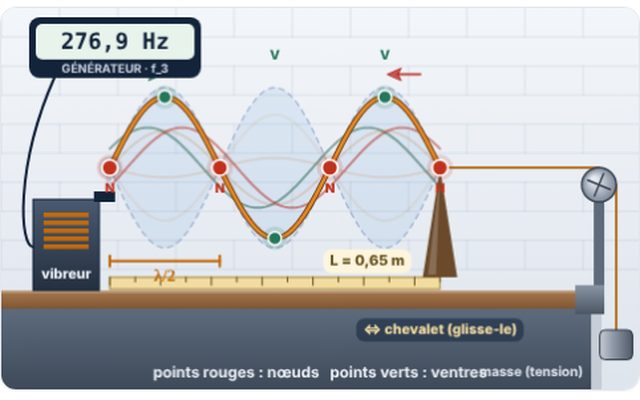 276,9 Hz
GÉNÉRATEUR · f_3
V V
N N N N
λ/2
L = 0,65 m
vibreur
⇔ chevalet (glisse-le)
points rouges : nœuds points verts : ventres masse (tension)